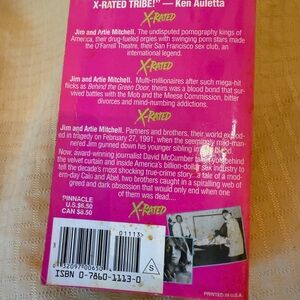 X-RATED TRIBE!" — Ken Auletta
X-RATED
Jim and Artie Mitchell. The undisputed pornography kings of
America, their drug-fueled orgies with swinging porn stars made
the O'Farrell Theatre, their San Francisco sex club, an
international legend.
X-RATED
Jim and Artie Mitchell. Multi-millionaires after such mega-hit
flicks as Behind the Green Door, theirs was a blood bond that sur-
vived battles with the Mob and the Meese Commission, bitter
divorces and mind-numbing addictions.
X-RATED
Jim and Artie Mitchell. Partners and brothers, their world explod-
ed in tragedy on February 27, 1991, when the seemingly mild-man-
nered Jim gunned down his younger sibling in cold blood.
Now, award-winning journalist David McCumber takes you behind
the velvet curtain and inside America's billion-dollar sex industry to
tell the decade's most shocking true-crime story...a tale of a mod-
ern-day Cain and Abel, two brothers caught in a spiralling web of
greed and dark obsession that would only end when one
of them was dead...
X-RATED
PINNACLE
U.S. $6.50
CAN $8.50
01113
S
ISBN 0-7860-1113-0
PRINTED IN U.S.A.